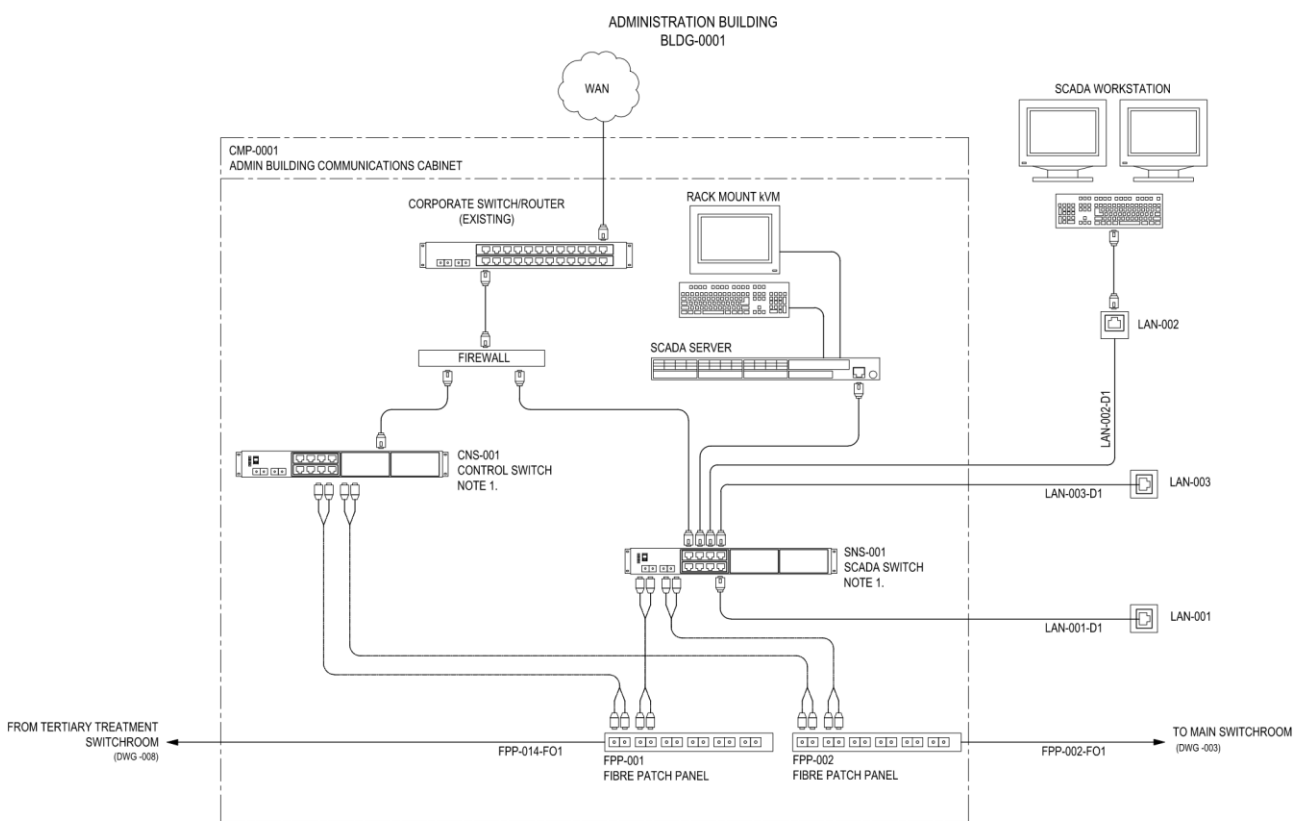 ADMINISTRATION BUILDING
BLDG-0001
WAN
SCADA WORKSTATION
CMP-0001
ADMIN BUILDING COMMUNICATIONS CABINET
CORPORATE SWITCH/ROUTER
(EXISTING)
RACK MOUNT kVM
LAN-002
FIREWALL
SCADA SERVER
LAN-002-D1
CNS-001
CONTROL SWITCH
NOTE 1.
LAN-003
LAN-003-D1
SNS-001
SCADA SWITCH
NOTE 1.
LAN-001
LAN-001-D1
FROM TERTIARY TREATMENT
SWITCHROOM
(DWG -008)
FPP-014-FO1
FPP-001
FIBRE PATCH PANEL
FPP-002
FIBRE PATCH PANEL
FPP-002-FO1
TO MAIN SWITCHROOM
(DWG -003)